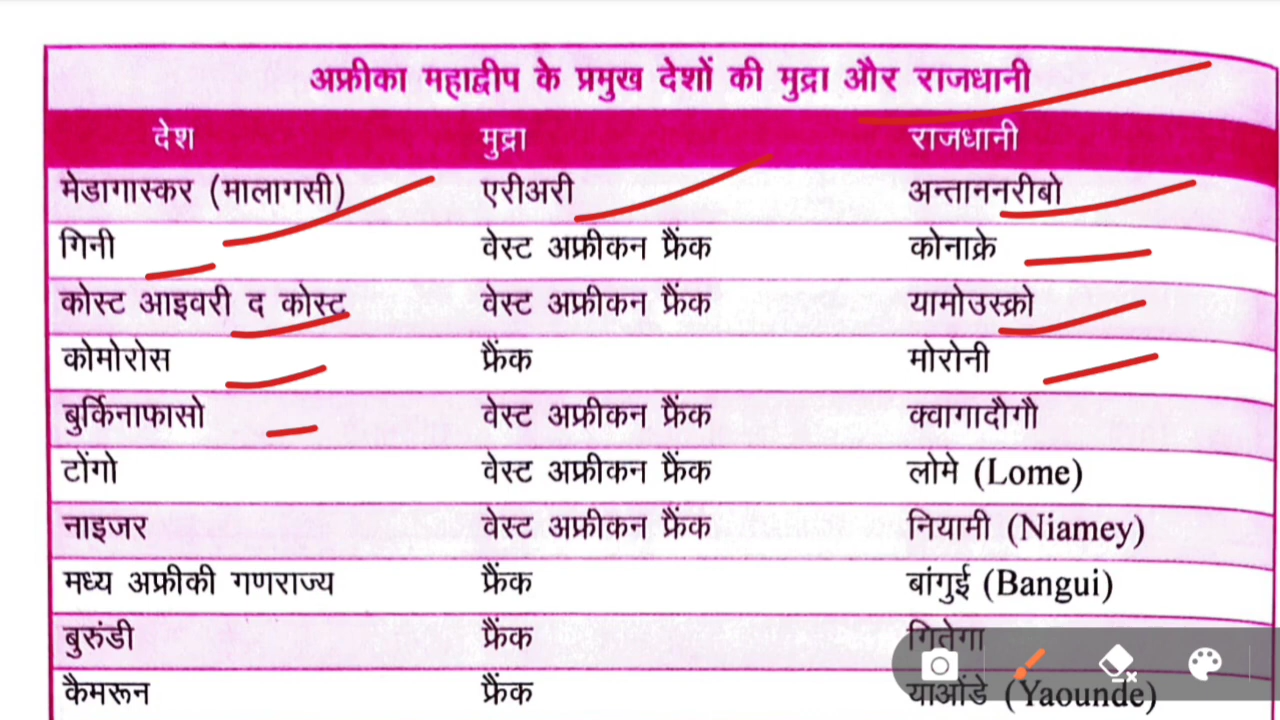 अफ्रीका महाद्वीप के प्रमुख देशों की मुद्रा और राजधानी
देश मुद्रा राजधानी
मेडागास्कर (मालागसी) एरीअरी अन्ताननरीबो
गिनी वेस्ट अफ्रीकन फ्रैंक कोनाक्रे
कोस्ट आइवरी द कोस्ट वेस्ट अफ्रीकन फ्रैंक यामोउस्क्रो
कोमोरोस फ्रैंक मोरोनी
बुर्किनाफासो वेस्ट अफ्रीकन फ्रैंक क्वागादौगौ
टोंगो वेस्ट अफ्रीकन फ्रैंक लोमे (Lome)
नाइजर वेस्ट अफ्रीकन फ्रैंक नियामी (Niamey)
मध्य अफ्रीकी गणराज्य फ्रैंक बांगुई (Bangui)
बुरुंडी फ्रैंक गितेगा
कैमरून फ्रैंक याओंडे (Yaounde)